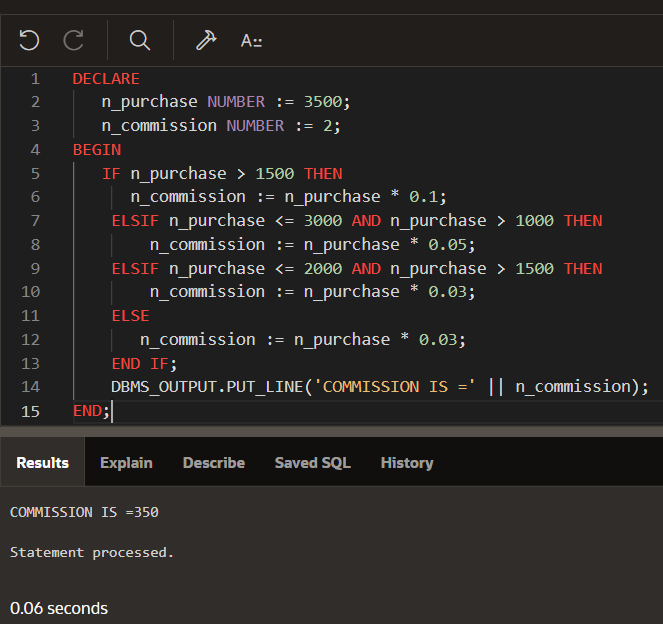 A::
1 DECLARE
2 n_purchase NUMBER := 3500;
3 n_commission NUMBER := 2;
4 BEGIN
5 IF n_purchase > 1500 THEN
6 n_commission := n_purchase * 0.1;
7 ELSIF n_purchase <= 3000 AND n_purchase > 1000 THEN
8 n_commission := n_purchase * 0.05;
9 ELSIF n_purchase <= 2000 AND n_purchase > 1500 THEN
10 n_commission := n_purchase * 0.03;
11 ELSE
12 n_commission := n_purchase * 0.03;
13 END IF;
14 DBMS_OUTPUT.PUT_LINE('COMMISSION IS =' || n_commission);
15 END;
Results Explain Describe Saved SQL History
COMMISSION IS =350
Statement processed.
0.06 seconds